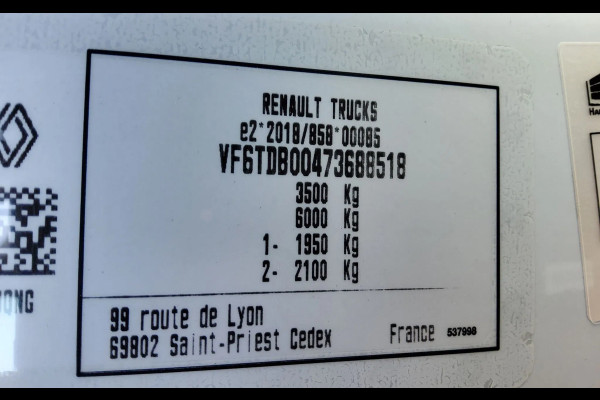 RENAULT TRUCKS
e2*2018/858*00085
VF6TDB00473688518
3500 Kg
6000 Kg
1- 1950 Kg
2- 2100 Kg
99 route de Lyon
69802 Saint-Priest Cedex
France 537998